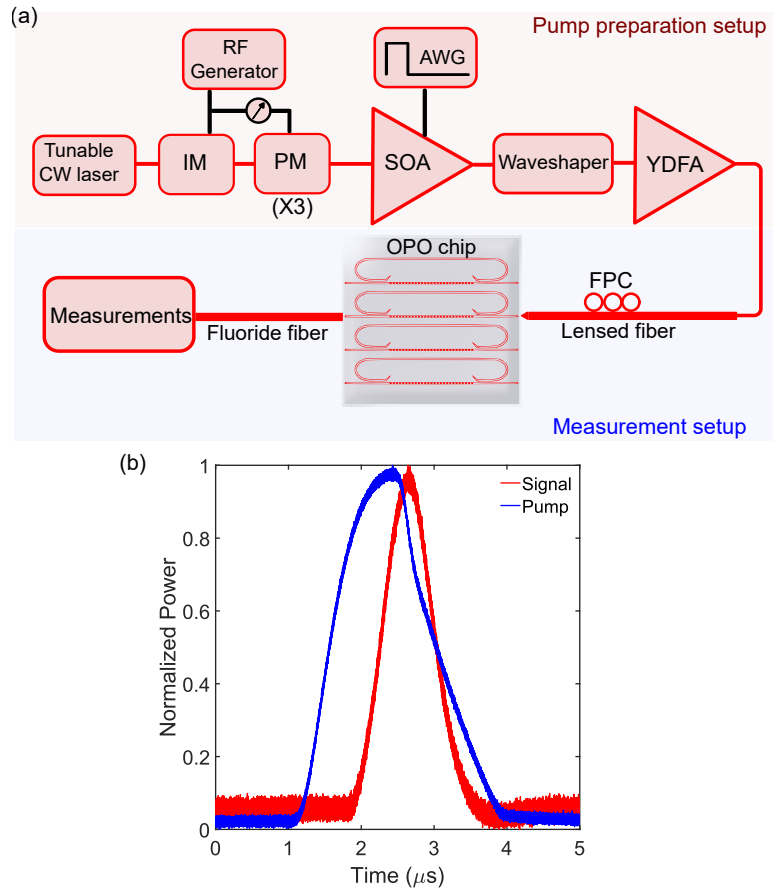 (a)
Pump preparation setup
RF
Generator
AWG
Tunable
CW laser
IM
PM
(X3)
SOA
Waveshaper
YDFA
OPO chip
FPC
Measurements
Fluoride fiber
Lensed fiber
Measurement setup
(b)
Signal
Pump
Normalized Power
1
0.8
0.6
0.4
0.2
0
0
1
2
3
4
5
Time (μs)